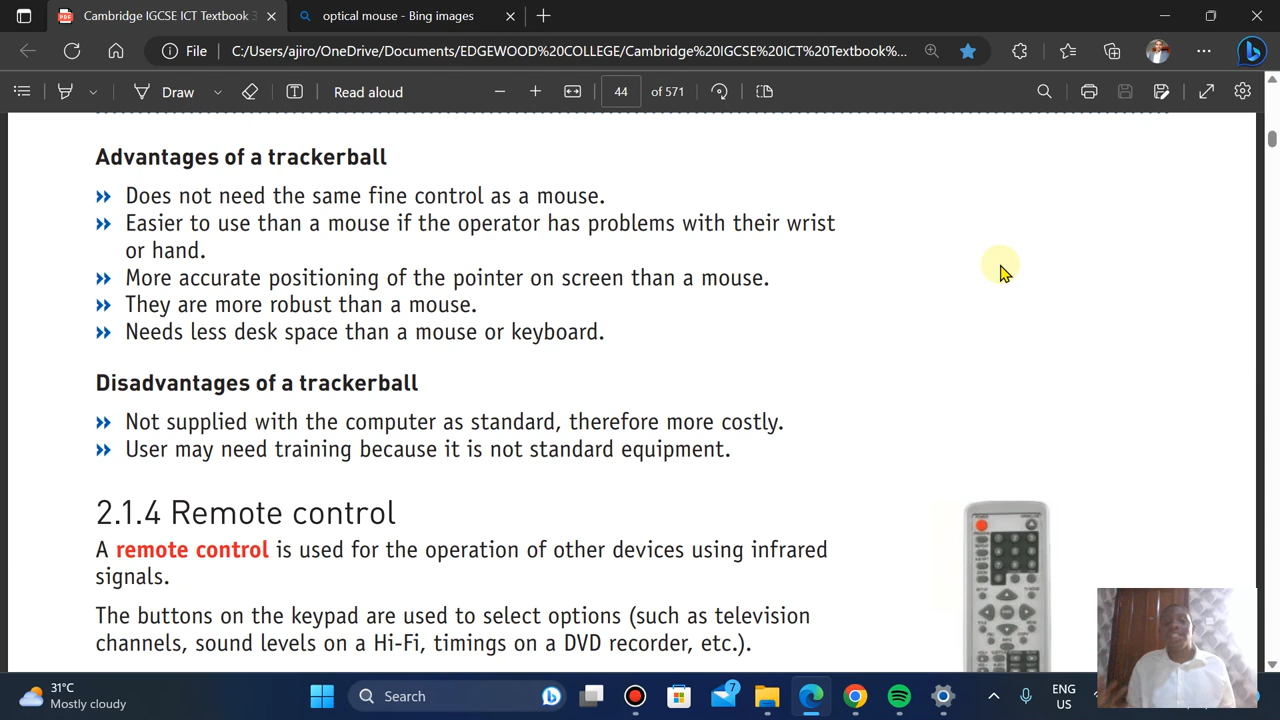 Cambridge IGCSE ICT Textbook 3
optical mouse - Bing images
File
C:/Users/ajiro/OneDrive/Documents/EDGEWOOD%20COLLEGE/Cambridge%20IGCSE%20ICT%20Textbook%...
Draw
Read aloud
44
of 571
Advantages of a trackerball
Does not need the same fine control as a mouse.
Easier to use than a mouse if the operator has problems with their wrist
or hand.
More accurate positioning of the pointer on screen than a mouse.
They are more robust than a mouse.
Needs less desk space than a mouse or keyboard.
Disadvantages of a trackerball
Not supplied with the computer as standard, therefore more costly.
User may need training because it is not standard equipment.
2.1.4 Remote control
A remote control is used for the operation of other devices using infrared
signals.
The buttons on the keypad are used to select options (such as television
channels, sound levels on a Hi-Fi, timings on a DVD recorder, etc.).
31°C
Mostly cloudy
Search
7
ENG
US